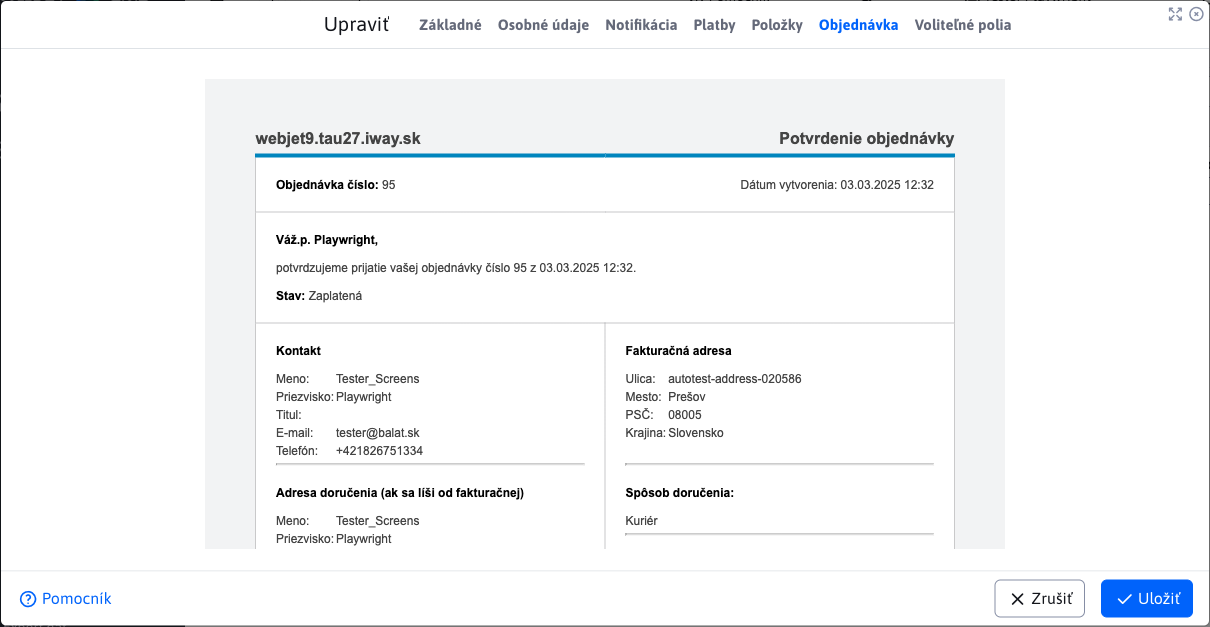 Upraviť Základné Osobné údaje Notifikácia Platby Položky Objednávka Voliteľné polia
webjet9.tau27.iway.sk Potvrdenie objednávky
Objednávka číslo: 95 Dátum vytvorenia: 03.03.2025 12:32
Váž.p. Playwright,
potvrdzujeme prijatie vašej objednávky číslo 95 z 03.03.2025 12:32.
Stav: Zaplatená
Kontakt
Meno: Tester_Screens
Priezvisko: Playwright
Titul:
E-mail: tester@balat.sk
Telefón: +421826751334
Fakturačná adresa
Ulica: autotest-address-020586
Mesto: Prešov
PSČ: 08005
Krajina: Slovensko
Adresa doručenia (ak sa líši od fakturačnej)
Meno: Tester_Screens
Priezvisko: Playwright
Spôsob doručenia:
Kuriér
Pomocník Zrušiť Uložiť